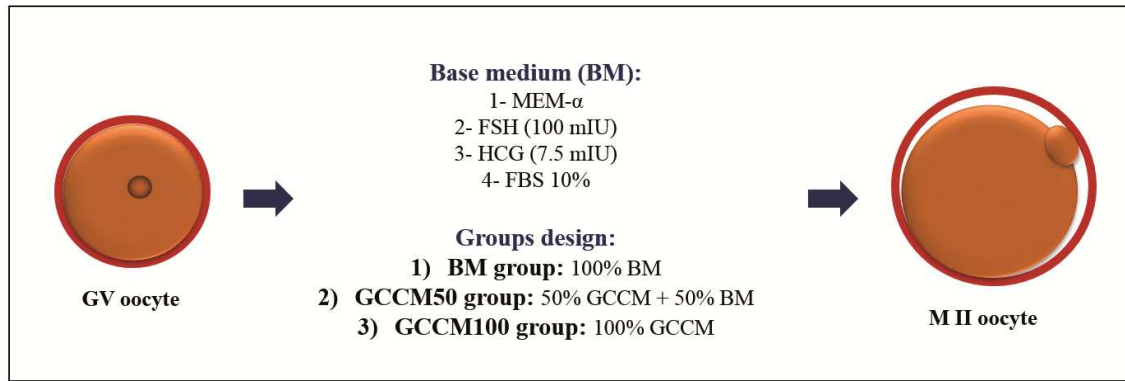 Base medium (BM):
1- MEM-α
2- FSH (100 mIU)
3- HCG (7.5 mIU)
4- FBS 10%
Groups design:
1) BM group: 100% BM
2) GCCM50 group: 50% GCCM + 50% BM
3) GCCM100 group: 100% GCCM
GV oocyte
M II oocyte